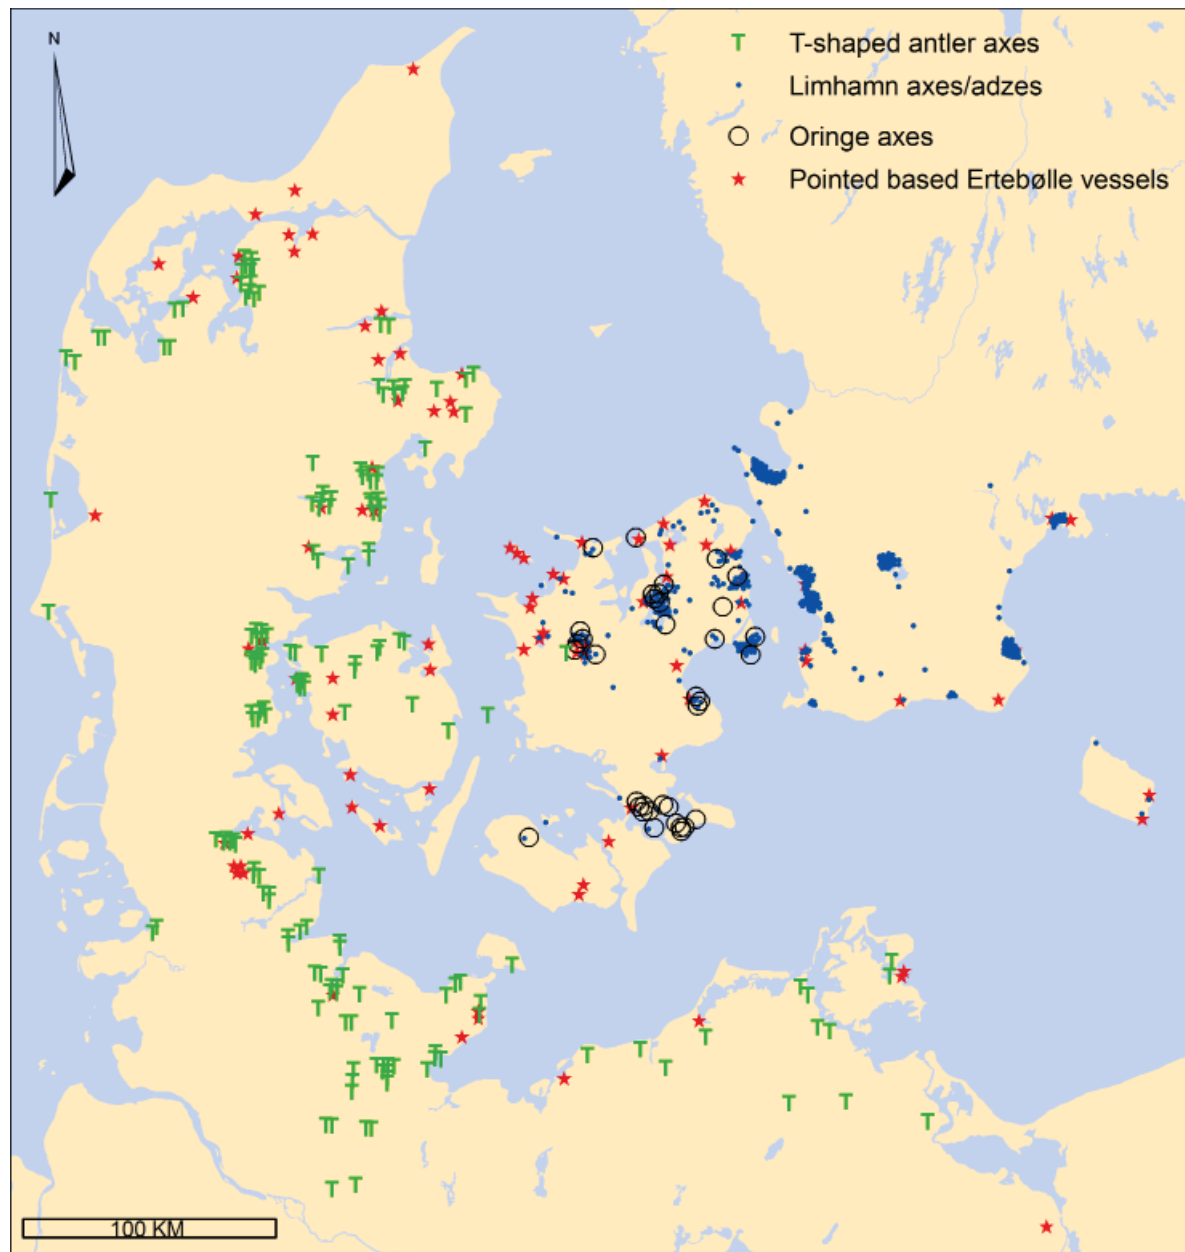 N
T-shaped antler axes
Limhamn axes/adzes
Oringe axes
Pointed based Ertebølle vessels
100 KM